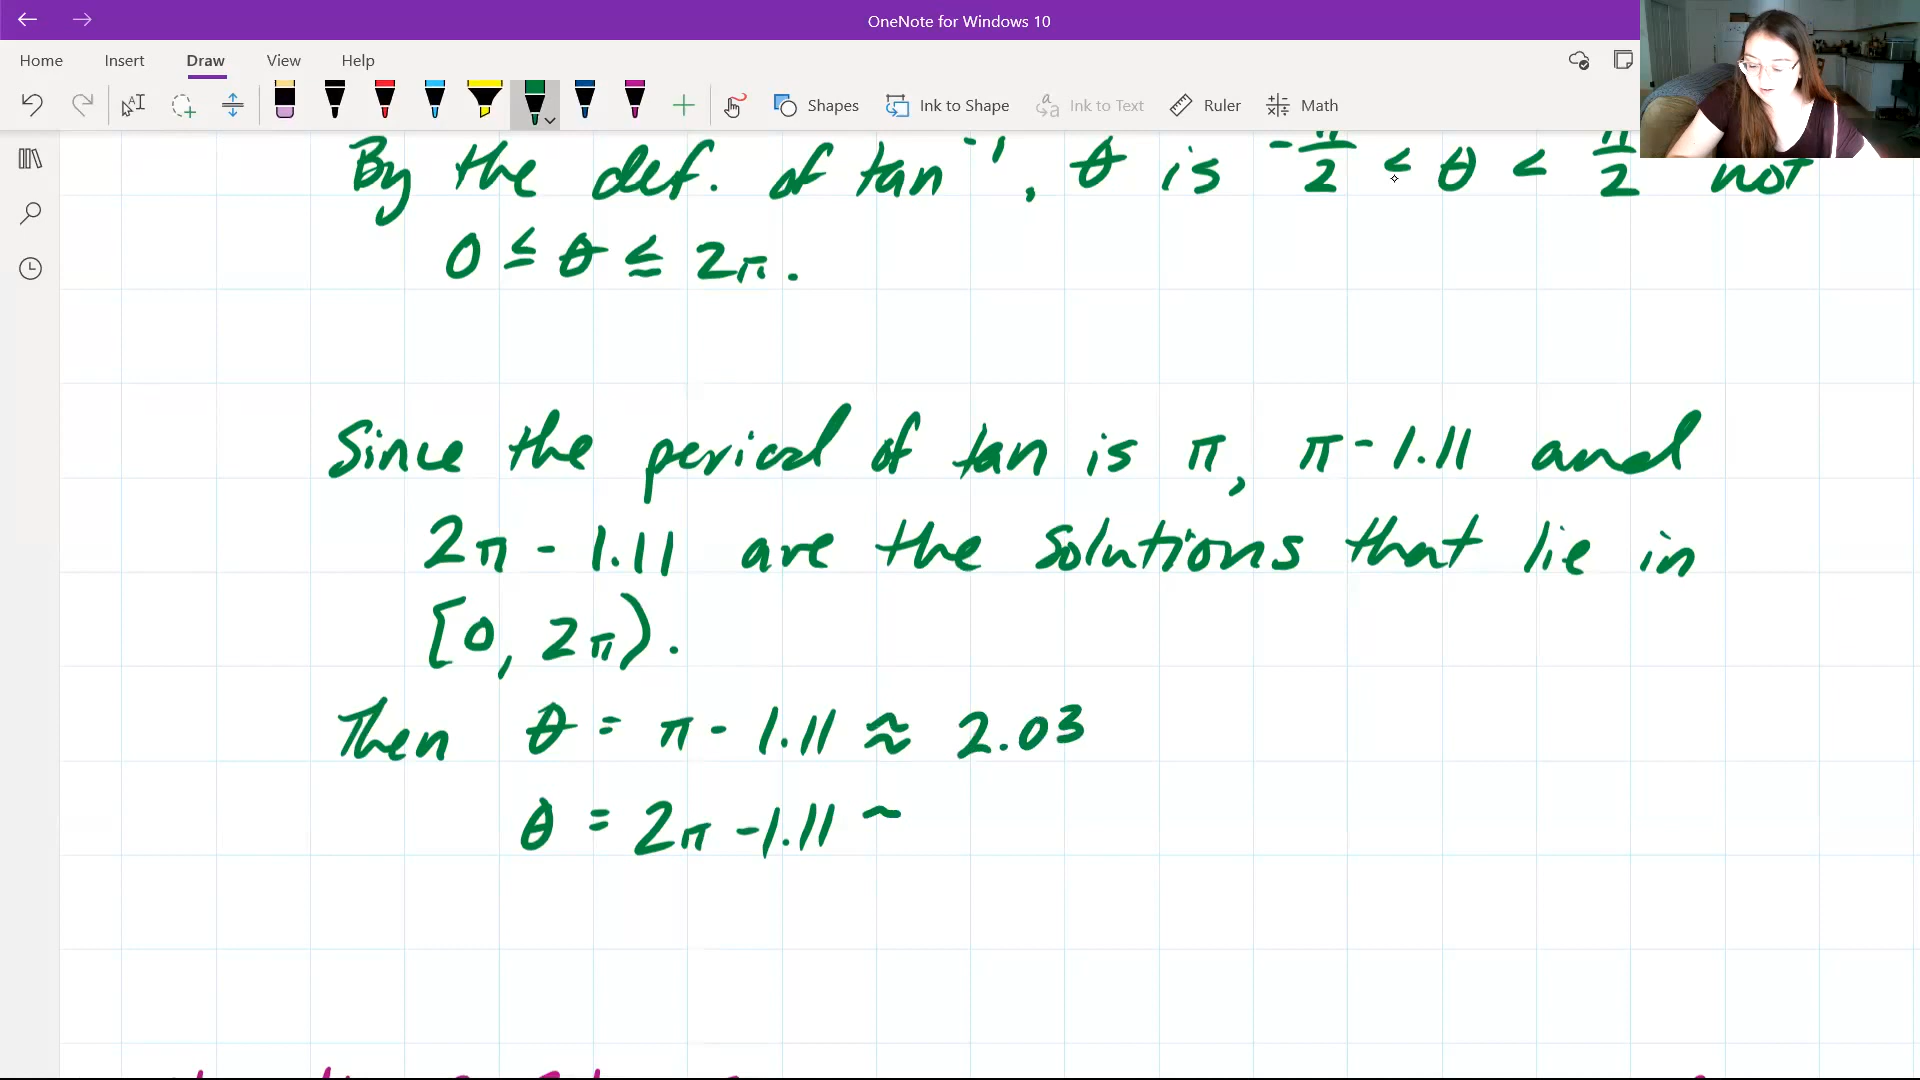 OneNote for Windows 10
Home Insert Draw View Help
Shapes Ink to Shape Ink to Text Ruler Math
By the def. of tan⁻¹, θ is -π/2 < θ < π/2 not
0 ≤ θ ≤ 2π.
Since the period of tan is π, π - 1.11 and
2π - 1.11 are the solutions that lie in
[0, 2π).
Then θ = π - 1.11 ≈ 2.03
θ = 2π - 1.11 ~